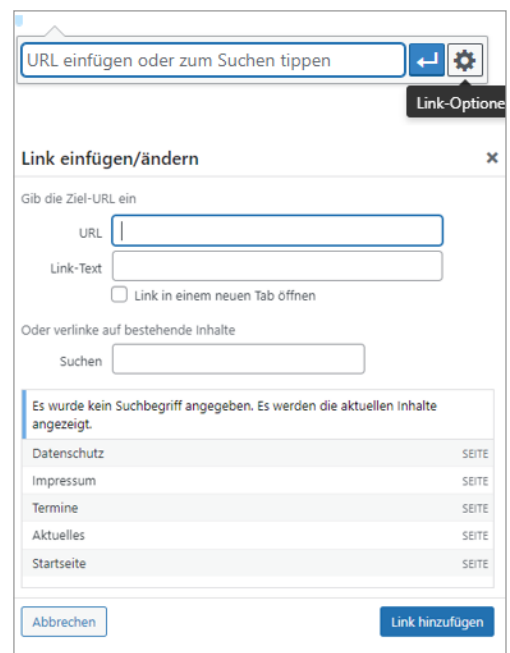 URL einfügen oder zum Suchen tippen
Link-Optione
Link einfügen/ändern
Gib die Ziel-URL ein
URL
Link-Text
Link in einem neuen Tab öffnen
Oder verlinke auf bestehende Inhalte
Suchen
Es wurde kein Suchbegriff angegeben. Es werden die aktuellen Inhalte
angezeigt.
Datenschutz SEITE
Impressum SEITE
Termine SEITE
Aktuelles SEITE
Startseite SEITE
Abbrechen Link hinzufügen